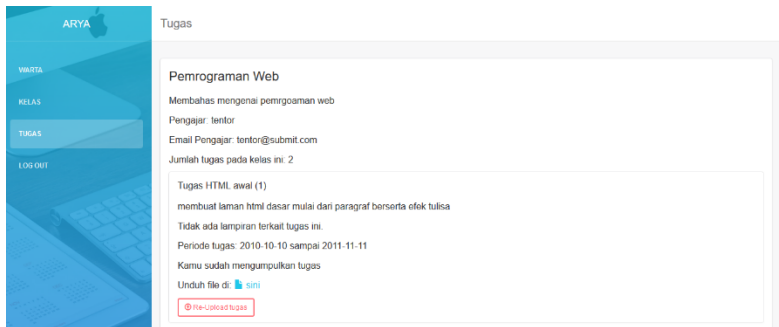 ARYA
Tugas
WARTA
KELAS
TUGAS
LOG OUT
Pemrograman Web
Membahas mengenai pemrgoaman web
Pengajar: tentor
Email Pengajar: tentor@submit.com
Jumlah tugas pada kelas ini: 2
Tugas HTML awal (1)
membuat laman html dasar mulai dari paragraf berserta efek tulisa
Tidak ada lampiran terkait tugas ini.
Periode tugas: 2010-10-10 sampai 2011-11-11
Kamu sudah mengumpulkan tugas
Unduh file di: sini
Re-Upload tugas